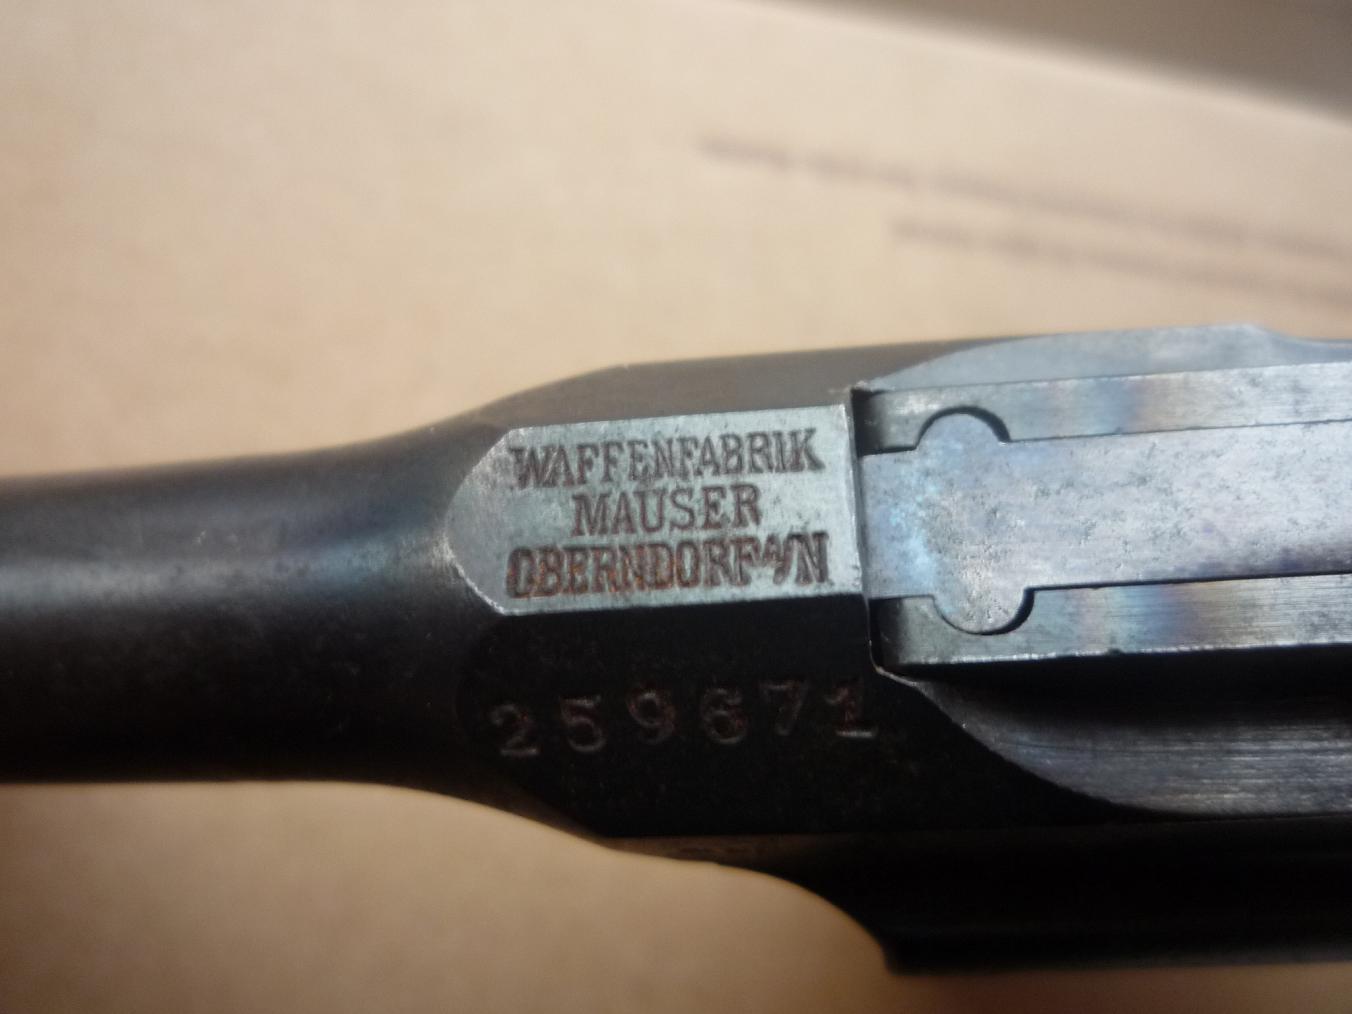 WAFFENFABRIK
MAUSER
OBERNDORF A/N
259671